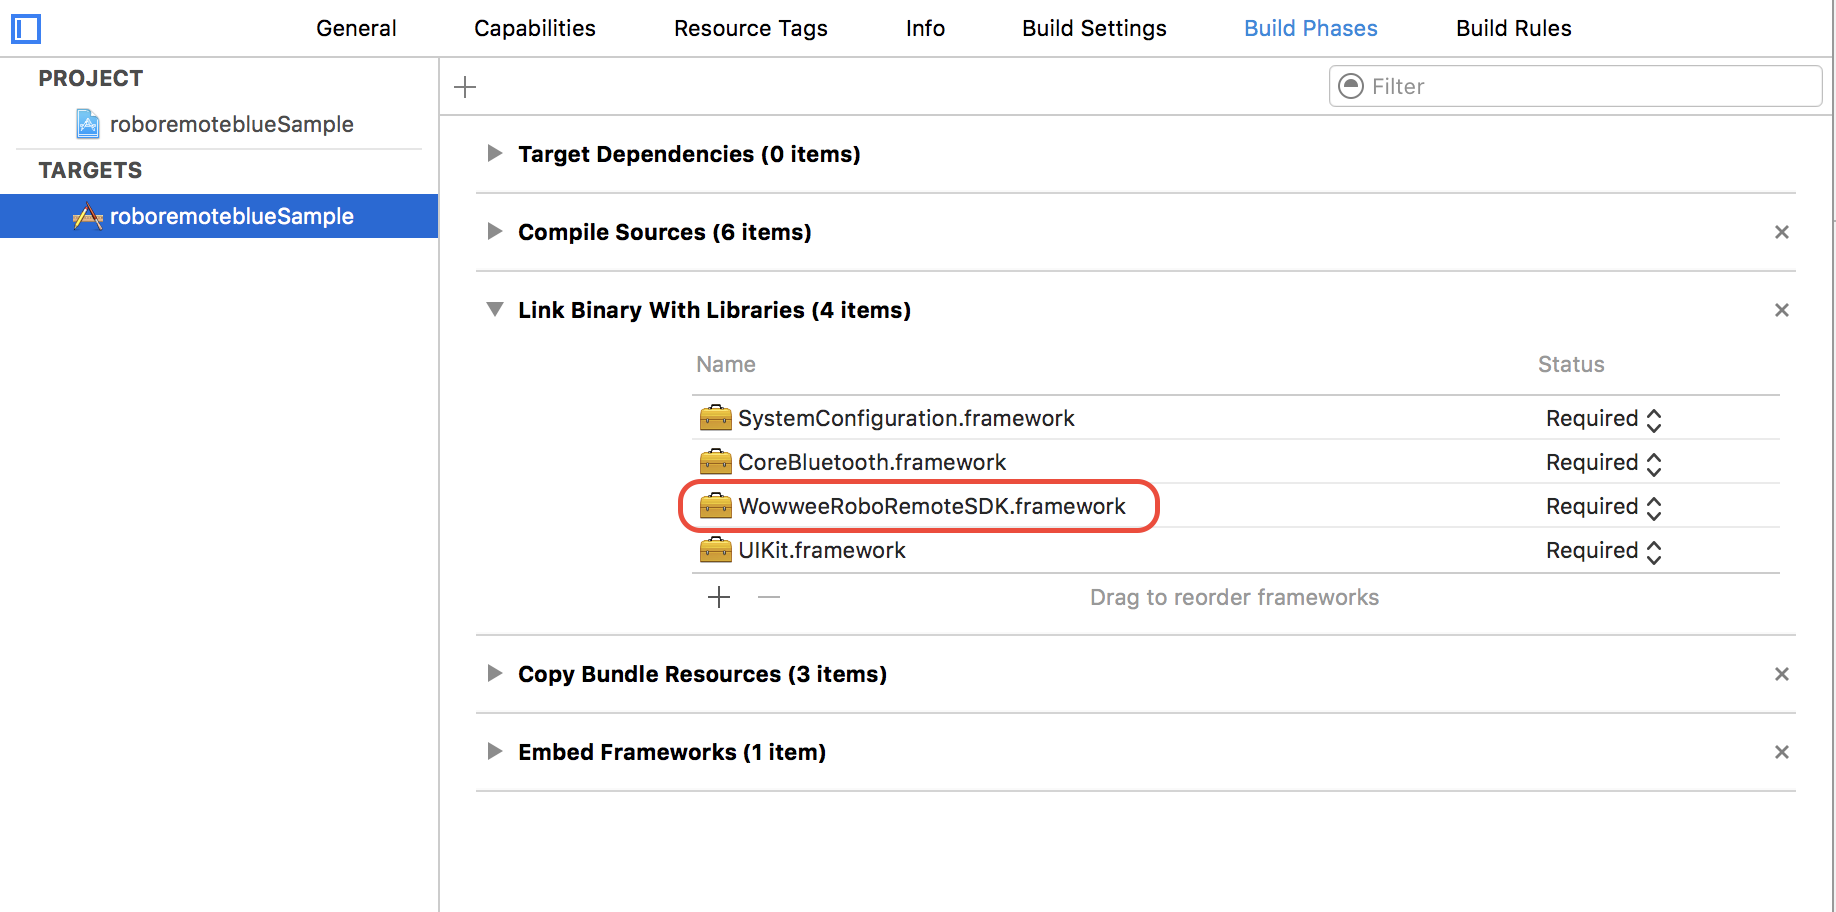 General Capabilities Resource Tags Info Build Settings Build Phases Build Rules
PROJECT
roboremoteblueSample
TARGETS
roboremoteblueSample
Filter
Target Dependencies (0 items)
Compile Sources (6 items)
Link Binary With Libraries (4 items)
Name Status
SystemConfiguration.framework Required
CoreBluetooth.framework Required
WowweeRoboRemoteSDK.framework Required
UIKit.framework Required
Drag to reorder frameworks
Copy Bundle Resources (3 items)
Embed Frameworks (1 item)